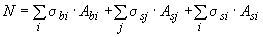 N = ∑_i σ_bi · A_bi + ∑_j σ_sj · A_sj + ∑_i σ_si · A_si